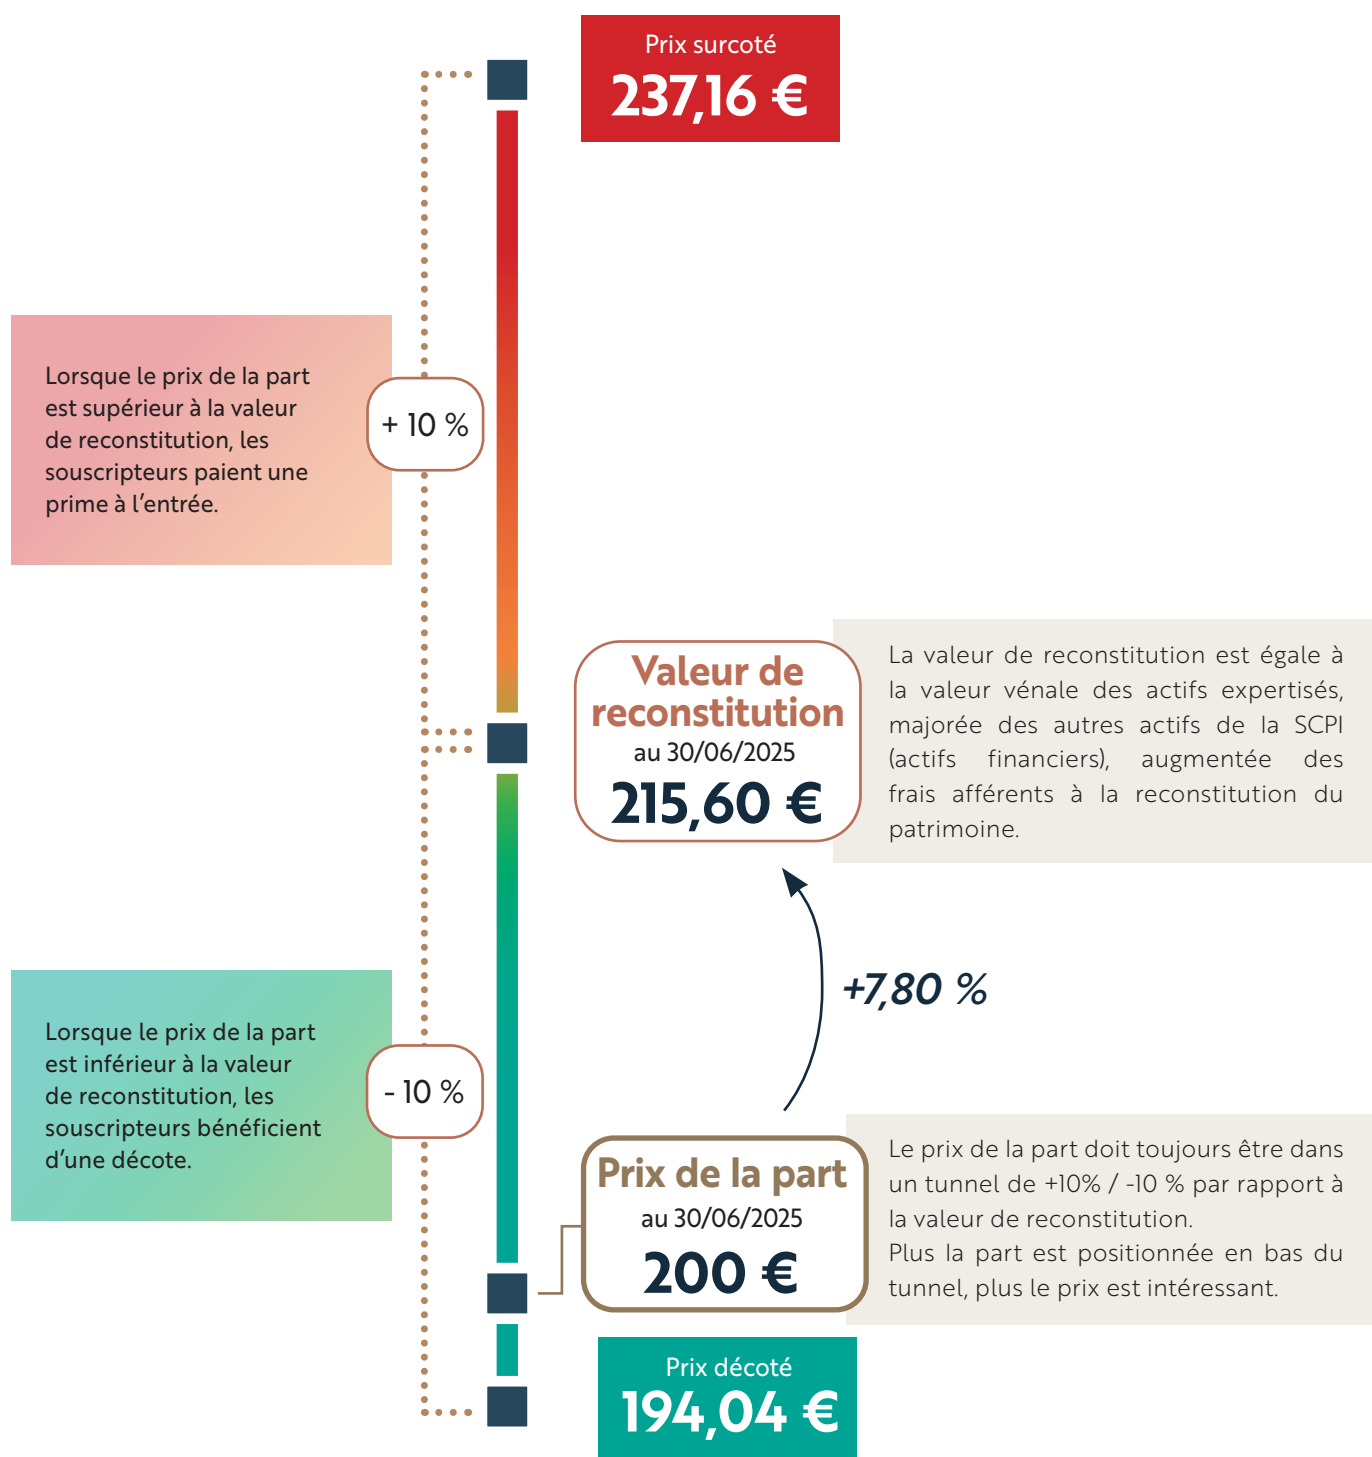 Prix surcoté
237,16 €
Lorsque le prix de la part
est supérieur à la valeur
de reconstitution, les
souscripteurs paient une
prime à l’entrée.
+ 10 %
Valeur de
reconstitution
au 30/06/2025
215,60 €
La valeur de reconstitution est égale à
la valeur vénale des actifs expertisés,
majorée des autres actifs de la SCPI
(actifs financiers), augmentée des
frais afférents à la reconstitution du
patrimoine.
+7,80 %
Lorsque le prix de la part
est inférieur à la valeur
de reconstitution, les
souscripteurs bénéficient
d’une décote.
- 10 %
Prix de la part
au 30/06/2025
200 €
Le prix de la part doit toujours être dans
un tunnel de +10% / -10 % par rapport à
la valeur de reconstitution.
Plus la part est positionnée en bas du
tunnel, plus le prix est intéressant.
Prix décoté
194,04 €